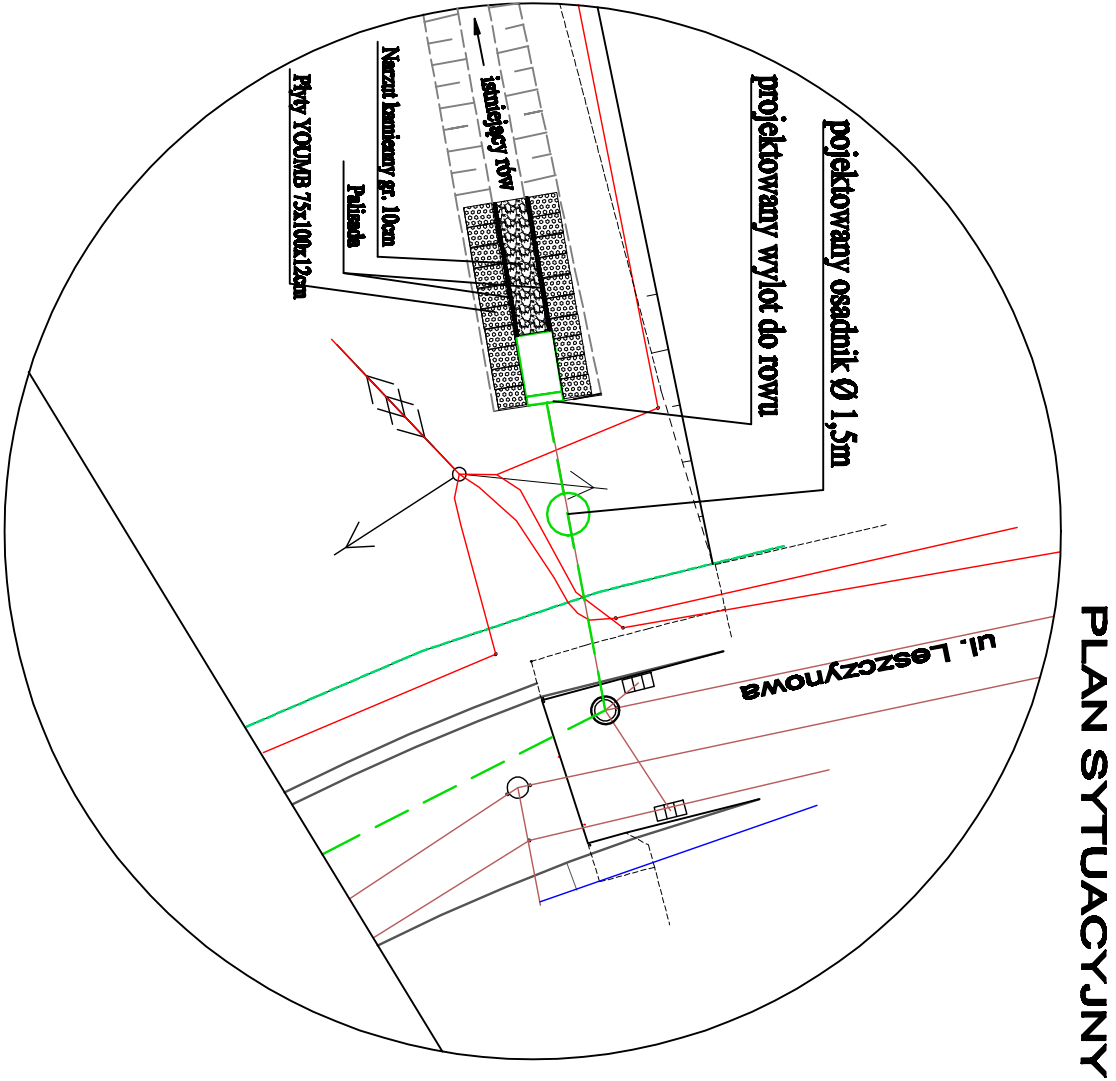 PLAN SYTUACYJNY
pojektowany osadnik Ø 1,5m
projektowany wylot do rowu
istniejący rów
Narzut kamienny gr. 10cm
Palisada
Płyty YOUMB 75x100x12cm
ul. Leszczynowa